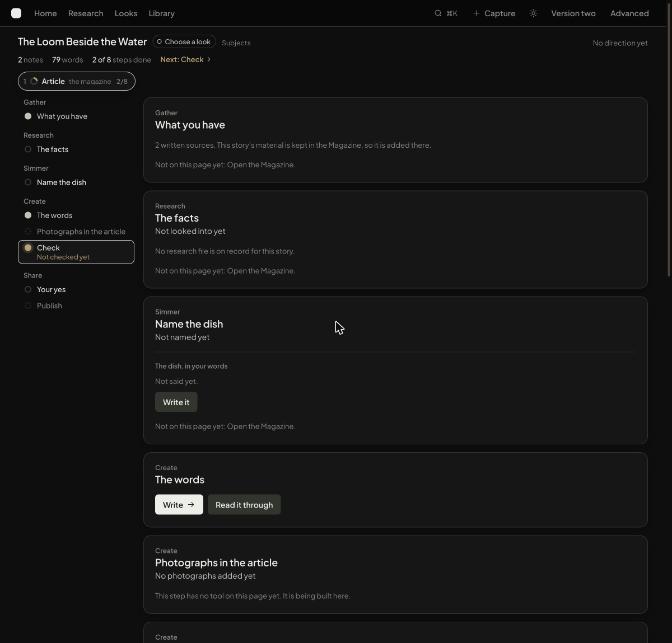 Home Research Looks Library
⌘K + Capture Version two Advanced
The Loom Beside the Water Choose a look Subjects
No direction yet
2 notes 79 words 2 of 8 steps done Next: Check >
1 Article the magazine 2/8
Gather
What you have
Research
The facts
Simmer
Name the dish
Create
The words
Photographs in the article
Check
Not checked yet
Share
Your yes
Publish
Gather
What you have
2 written sources. This story's material is kept in the Magazine, so it is added there.
Not on this page yet: Open the Magazine.
Research
The facts
Not looked into yet
No research file is on record for this story.
Not on this page yet: Open the Magazine.
Simmer
Name the dish
Not named yet
The dish, in your words
Not said yet.
Write it
Not on this page yet: Open the Magazine.
Create
The words
Write → Read it through
Create
Photographs in the article
No photographs added yet
This step has no tool on this page yet. It is being built here.
Create